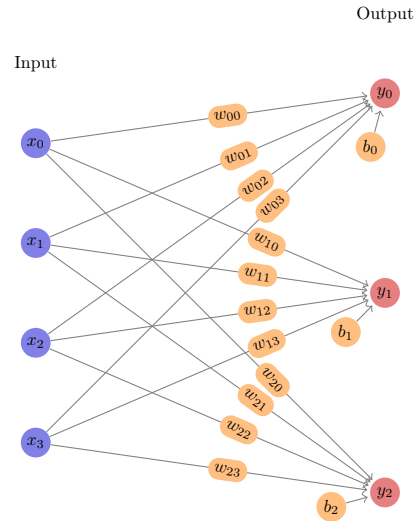 Output
Input
y₀
w₀₀
x₀
b₀
w₀₁
w₀₂
w₀₃
x₁
w₁₀
w₁₁
y₁
w₁₂
b₁
x₂
w₁₃
w₂₀
w₂₁
w₂₂
x₃
w₂₃
y₂
b₂